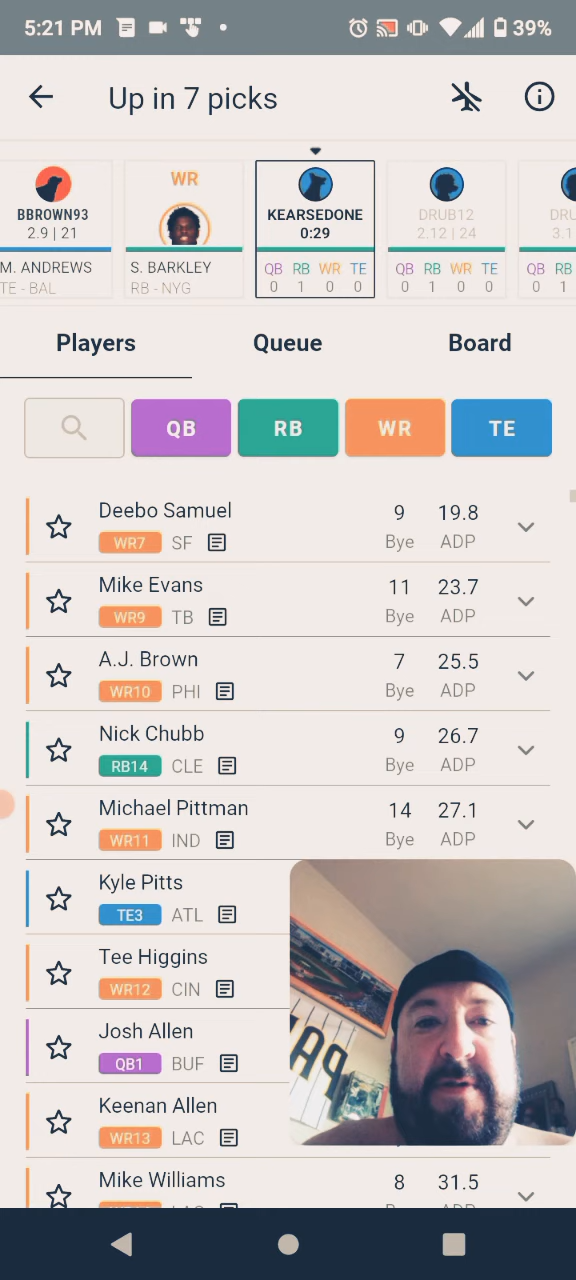 5:21 PM
39%
Up in 7 picks
WR
BBROWN93
KEARSEDONE
DRUB12
2.9 | 21
0:29
2.12 | 24
3.1
M. ANDREWS
S. BARKLEY
QB RB WR TE
QB RB WR TE
QB R
TE - BAL
RB - NYG
0 1 0 0
0 1 0 0
0 1
Players
Queue
Board
QB
RB
WR
TE
Deebo Samuel
9
19.8
WR7
SF
Bye
ADP
Mike Evans
11
23.7
WR9
TB
Bye
ADP
A.J. Brown
7
25.5
WR10
PHI
Bye
ADP
Nick Chubb
9
26.7
RB14
CLE
Bye
ADP
Michael Pittman
14
27.1
WR11
IND
Bye
ADP
Kyle Pitts
TE3
ATL
Tee Higgins
WR12
CIN
Josh Allen
QB1
BUF
Keenan Allen
WR13
LAC
Mike Williams
8
31.5